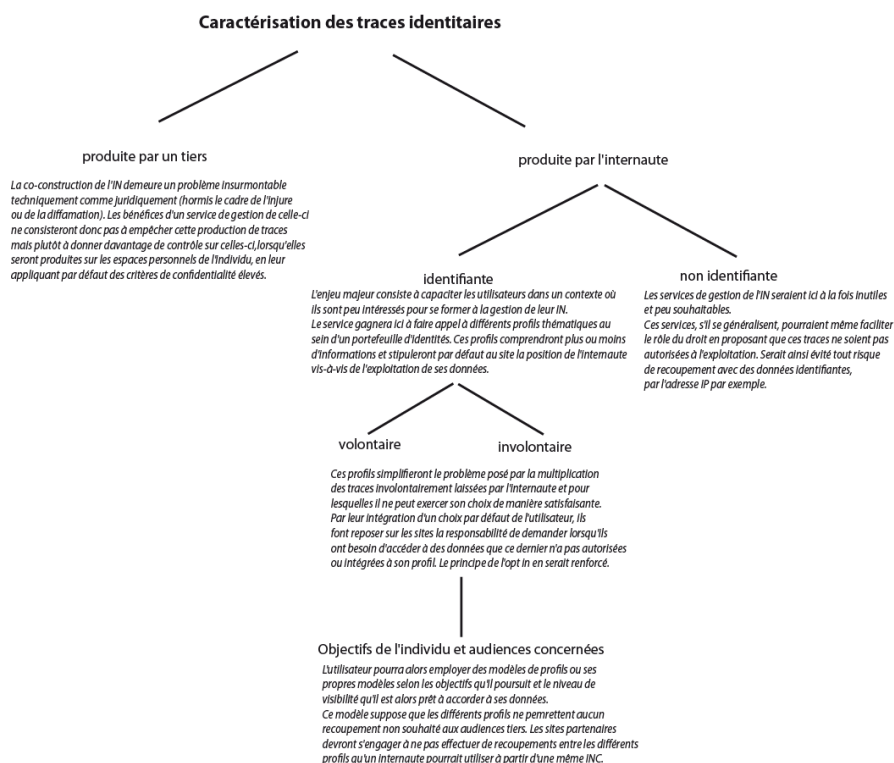 Caractérisation des traces identitaires
produite par un tiers
La co-construction de l'IN demeure un problème insurmontable
techniquement comme juridiquement (hormis le cadre de l'injure
ou de la diffamation). Les bénéfices d'un service de gestion de celle-ci
ne consisteront donc pas à empêcher cette production de traces
mais plutôt à donner davantage de contrôle sur celles-ci,lorsqu'elles
seront produites sur les espaces personnels de l'individu, en leur
appliquant par défaut des critères de confidentialité élevés.
produite par l'internaute
identifiante
L'enjeu majeur consiste à capaciter les utilisateurs dans un contexte où
ils sont peu intéressés pour se former à la gestion de leur IN.
Le service gagnera ici à faire appel à différents profils thématiques au
sein d'un portefeuille d'identités. Ces profils comprendront plus ou moins
d'informations et stipuleront par défaut au site la position de l'internaute
vis-à-vis de l'exploitation de ses données.
non identifiante
Les services de gestion de l'IN seraient ici à la fois inutiles
et peu souhaitables.
Ces services, s'il se généralisent, pourraient même faciliter
le rôle du droit en proposant que ces traces ne soient pas
autorisées à l'exploitation. Serait ainsi évité tout risque
de recoupement avec des données identifiantes,
par l'adresse IP par exemple.
volontaire
involontaire
Ces profils simplifieront le problème posé par la multiplication
des traces involontairement laissées par l'internaute et pour
lesquelles il ne peut exercer son choix de manière satisfaisante.
Par leur intégration d'un choix par défaut de l'utilisateur, ils
font reposer sur les sites la responsabilité de demander lorsqu'ils
ont besoin d'accéder à des données que ce dernier n'a pas autorisées
ou intégrées à son profil. Le principe de l'opt in en serait renforcé.
Objectifs de l'individu et audiences concernées
L'utilisateur pourra alors employer des modèles de profils ou ses
propres modèles selon les objectifs qu'il poursuit et le niveau de
visibilité qu'il est alors prêt à accorder à ses données.
Ce modèle suppose que les différents profils ne pemrettent aucun
recoupement non souhaité aux audiences tiers. Les sites partenaires
devront s'engager à ne pas effectuer de recoupements entre les différents
profils qu'un internaute pourrait utiliser à partir d'une même INC.